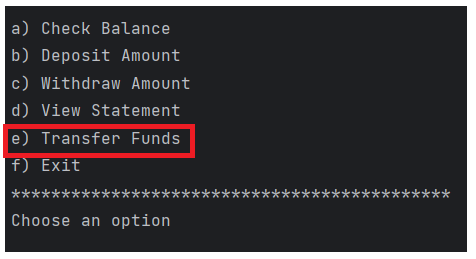 a) Check Balance
b) Deposit Amount
c) Withdraw Amount
d) View Statement
e) Transfer Funds
f) Exit
********************************************
Choose an option